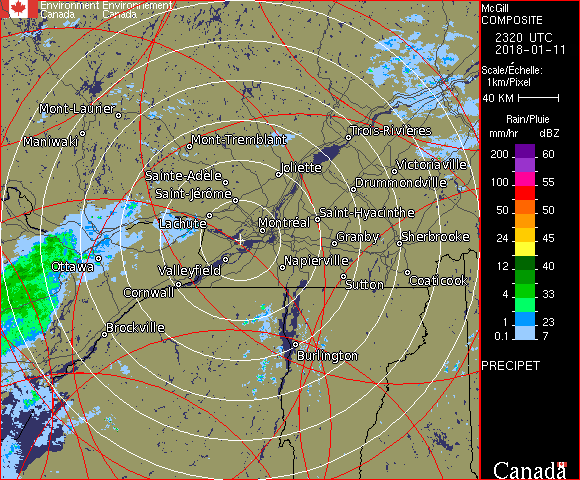 Environment Environnement
Canada Canada
McGill
COMPOSITE
2320 UTC
2018-01-11
Scale/Échelle:
1km/Pixel
40 KM
Rain/Pluie
mm/hr dBZ
200 60
100 55
50 50
24 45
12 40
4 33
1 23
0.1 7
PRECIPET
Canada
Mont-Laurier
Maniwaki
Mont-Tremblant
Trois-Rivières
Sainte-Adèle
Joliette
Victoriaville
Saint-Jérôme
Drummondville
Lachute
Montréal
Saint-Hyacinthe
Granby
Sherbrooke
Ottawa
Valleyfield
Napierville
Cornwall
Sutton
Coaticook
Brockville
Burlington